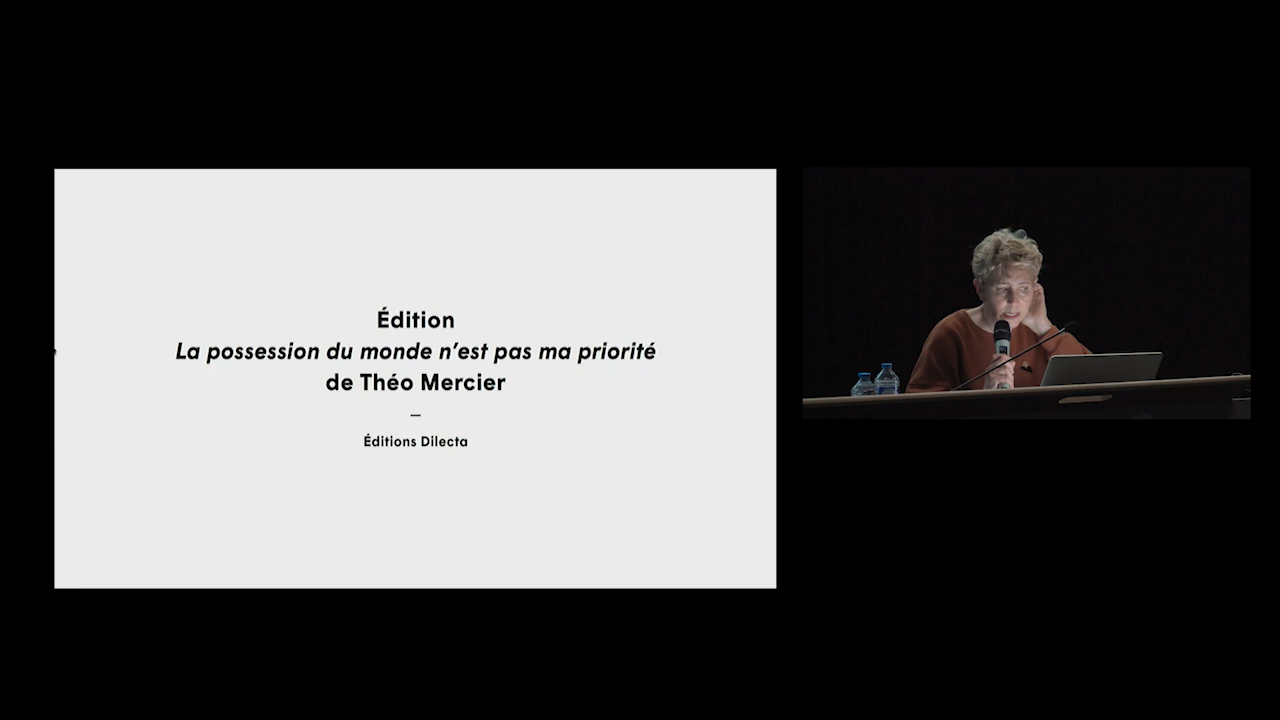 Édition
La possession du monde n’est pas ma priorité
de Théo Mercier
—
Éditions Dilecta